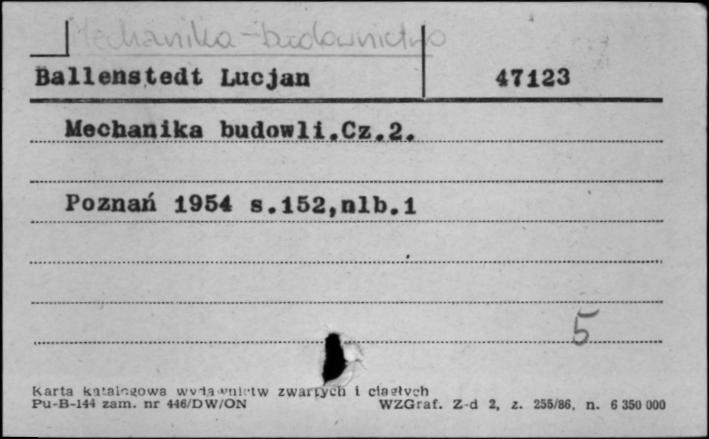 Mechanika-budownictwo
Ballenstedt Lucjan 47123
Mechanika budowli.Cz.2.
Poznań 1954 s.152,nlb.1
5
Karta katalogowa wydawnictw zwartych i ciągłych
Pu-B-144 zam. nr 446/DW/ON WZGraf. Z-d 2, z. 255/86, n. 6 350 000